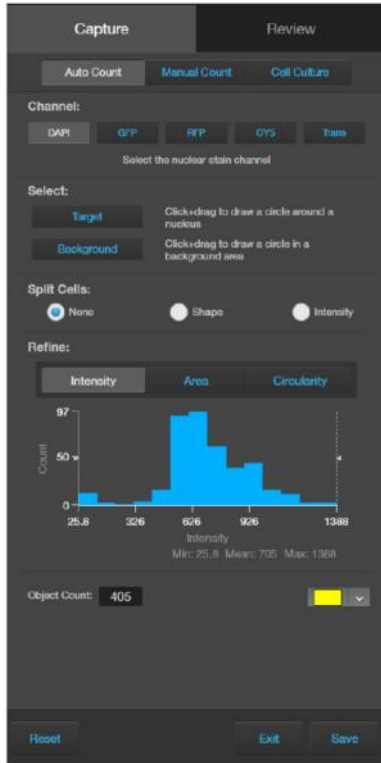 Capture Review
Auto Count Manual Count Cell Culture
Channel:
DAPI GFP RFP CY5 Trans
Select the nuclear stain channel
Select:
Target Click+drag to draw a circle around a
nucleus
Background Click+drag to draw a circle in a
background area
Split Cells:
None Shape Intensity
Refine:
Intensity Area Circularity
97
50
0
Count
25.8 326 626 926 1388
Intensity
Min: 25.8 Mean: 705 Max: 1388
Object Count: 405
Reset Exit Save